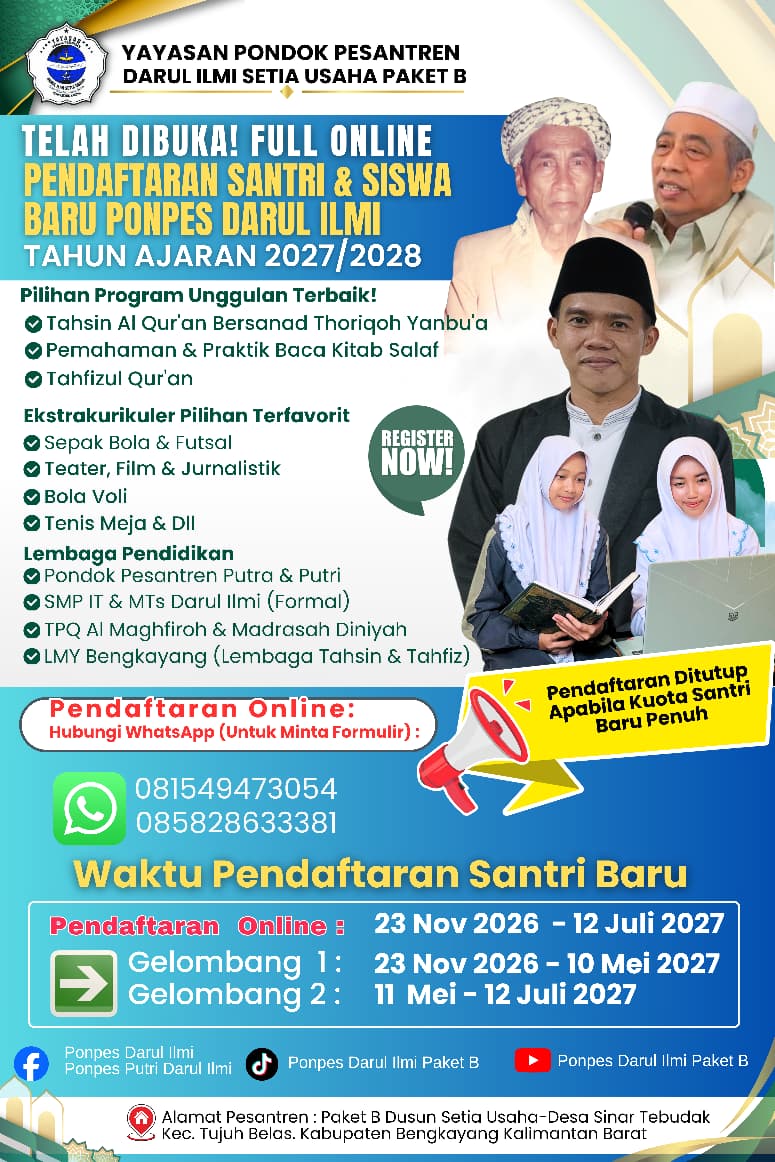 YAYASAN PONDOK PESANTREN
DARUL ILMI SETIA USAHA PAKET B
TELAH DIBUKA! FULL ONLINE
PENDAFTARAN SANTRI & SISWA
BARU PONPES DARUL ILMI
TAHUN AJARAN 2027/2028
Pilihan Program Unggulan Terbaik!
Tahsin Al Qur'an Bersanad Thoriqoh Yanbu'a
Pemahaman & Praktik Baca Kitab Salaf
Tahfizul Qur'an
Ekstrakurikuler Pilihan Terfavorit
Sepak Bola & Futsal
Teater, Film & Jurnalistik
Bola Voli
Tenis Meja & Dll
REGISTER
NOW!
Lembaga Pendidikan
Pondok Pesantren Putra & Putri
SMP IT & MTs Darul Ilmi (Formal)
TPQ Al Maghfiroh & Madrasah Diniyah
LMY Bengkayang (Lembaga Tahsin & Tahfiz)
Pendaftaran Ditutup
Apabila Kuota Santri
Baru Penuh
Pendaftaran Online:
Hubungi WhatsApp (Untuk Minta Formulir) :
081549473054
085828633381
Waktu Pendaftaran Santri Baru
Pendaftaran Online : 23 Nov 2026 - 12 Juli 2027
Gelombang 1 : 23 Nov 2026 - 10 Mei 2027
Gelombang 2 : 11 Mei - 12 Juli 2027
Ponpes Darul Ilmi
Ponpes Putri Darul Ilmi
Ponpes Darul Ilmi Paket B
Ponpes Darul Ilmi Paket B
Alamat Pesantren : Paket B Dusun Setia Usaha-Desa Sinar Tebudak
Kec. Tujuh Belas. Kabupaten Bengkayang Kalimantan Barat